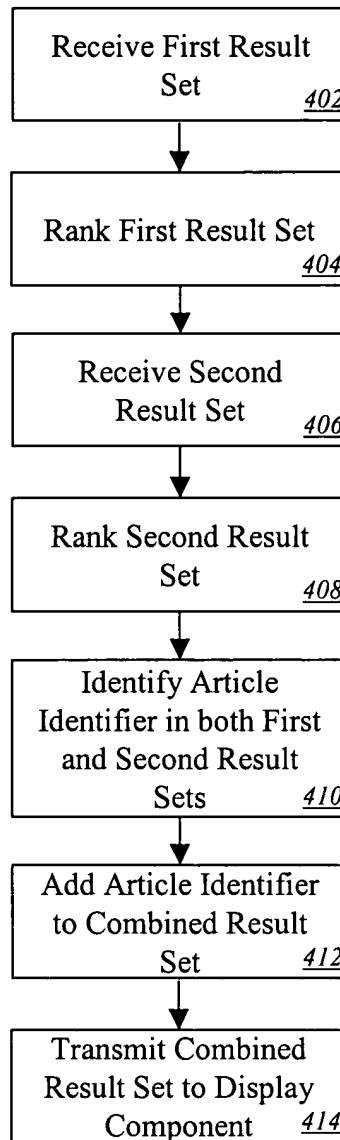 Receive First Result
Set
402
Rank First Result Set
404
Receive Second
Result Set
406
Rank Second Result
Set
408
Identify Article
Identifier in both First
and Second Result
Sets
410
Add Article Identifier
to Combined Result
Set
412
Transmit Combined
Result Set to Display
Component
414